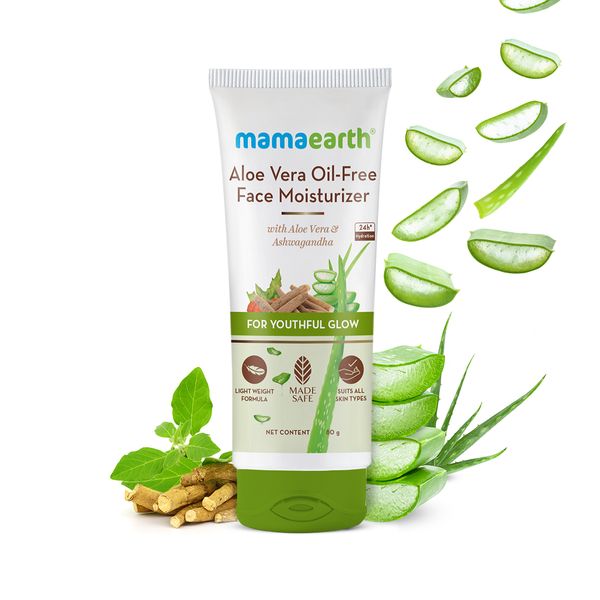 mamaearth®
Aloe Vera Oil-Free
Face Moisturizer
with Aloe Vera &
Ashwagandha
24h*
Hydration
FOR YOUTHFUL GLOW
LIGHT WEIGHT
FORMULA
MADE
SAFE
SUITS ALL
SKIN TYPES
NET CONTENT 80 g